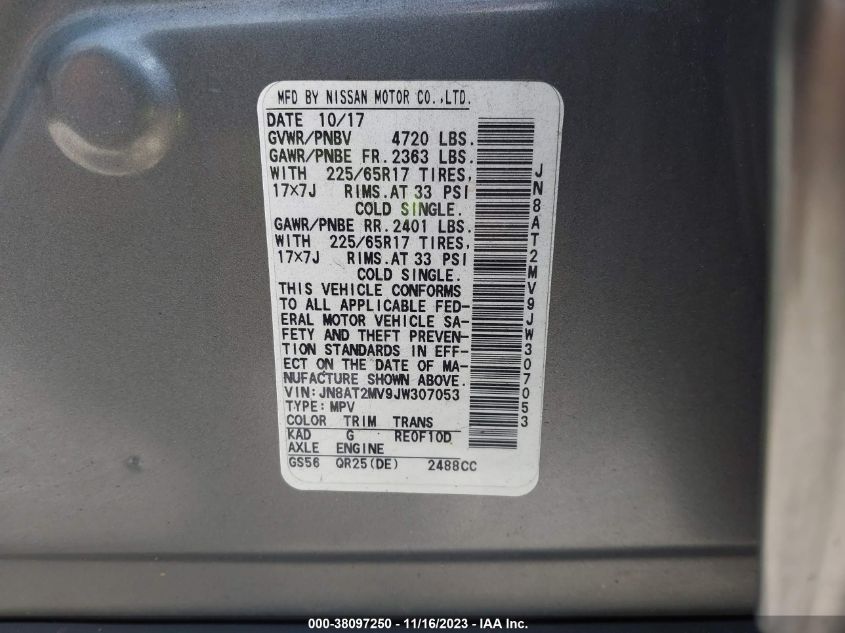 MFD BY NISSAN MOTOR CO.,LTD.
DATE 10/17
GVWR/PNBV 4720 LBS.
GAWR/PNBE FR. 2363 LBS.
WITH 225/65R17 TIRES,
17×7J RIMS.AT 33 PSI
COLD SINGLE.
GAWR/PNBE RR. 2401 LBS.
WITH 225/65R17 TIRES,
17×7J RIMS.AT 33 PSI
COLD SINGLE.
THIS VEHICLE CONFORMS
TO ALL APPLICABLE FED-
ERAL MOTOR VEHICLE SA-
FETY AND THEFT PREVEN-
TION STANDARDS IN EFF-
ECT ON THE DATE OF MA-
NUFACTURE SHOWN ABOVE.
VIN: JN8AT2MV9JW307053
TYPE: MPV
COLOR TRIM TRANS
KAD G RE0F10D
AXLE ENGINE
GS56 QR25(DE) 2488CC
JN8AT2MV9JW307053
000-38097250 - 11/16/2023 - IAA Inc.